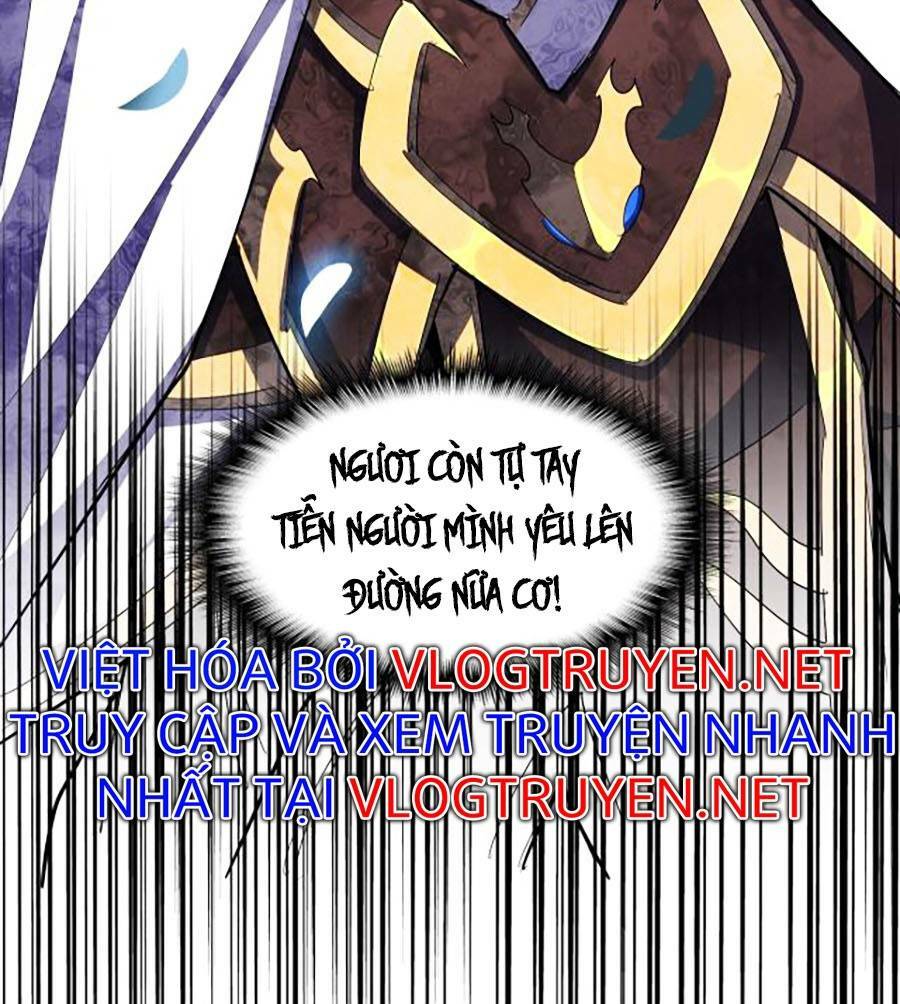 NGƯƠI CÒN TỰ TAY
TIỄN NGƯỜI MÌNH YÊU LÊN
ĐƯỜNG NỮA CƠ!
VIỆT HÓA BỞI VLOGTRUYEN.NET
TRUY CẬP VÀ XEM TRUYỆN NHANH
NHẤT TẠI VLOGTRUYEN.NET